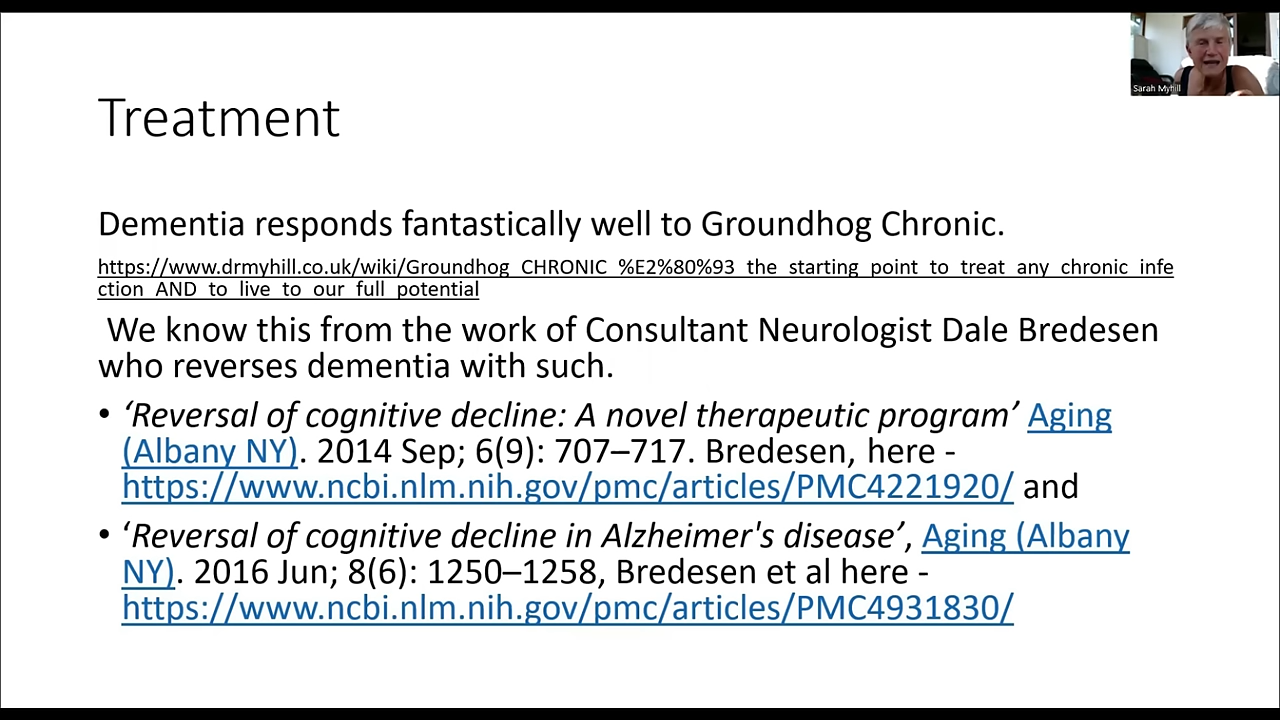 Sarah Myhill
Treatment
Dementia responds fantastically well to Groundhog Chronic.
https://www.drmyhill.co.uk/wiki/Groundhog_CHRONIC_%E2%80%93_the_starting_point_to_treat_any_chronic_infe
ction_AND_to_live_to_our_full_potential
We know this from the work of Consultant Neurologist Dale Bredesen
who reverses dementia with such.
• ‘Reversal of cognitive decline: A novel therapeutic program’ Aging
(Albany NY). 2014 Sep; 6(9): 707–717. Bredesen, here -
https://www.ncbi.nlm.nih.gov/pmc/articles/PMC4221920/ and
• ‘Reversal of cognitive decline in Alzheimer's disease’, Aging (Albany
NY). 2016 Jun; 8(6): 1250–1258, Bredesen et al here -
https://www.ncbi.nlm.nih.gov/pmc/articles/PMC4931830/